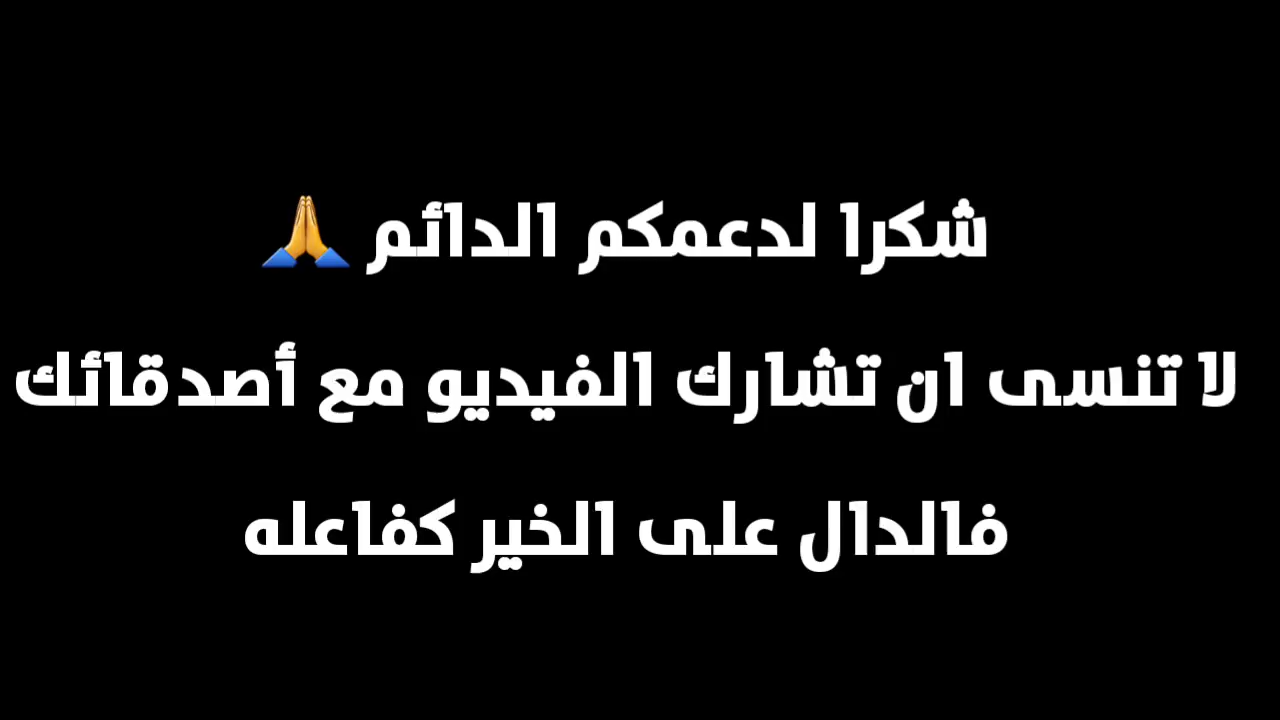 شكرا لدعمكم الدائم 🙏
لا تنسى ان تشارك الفيديو مع أصدقائك
فالدال على الخير كفاعله